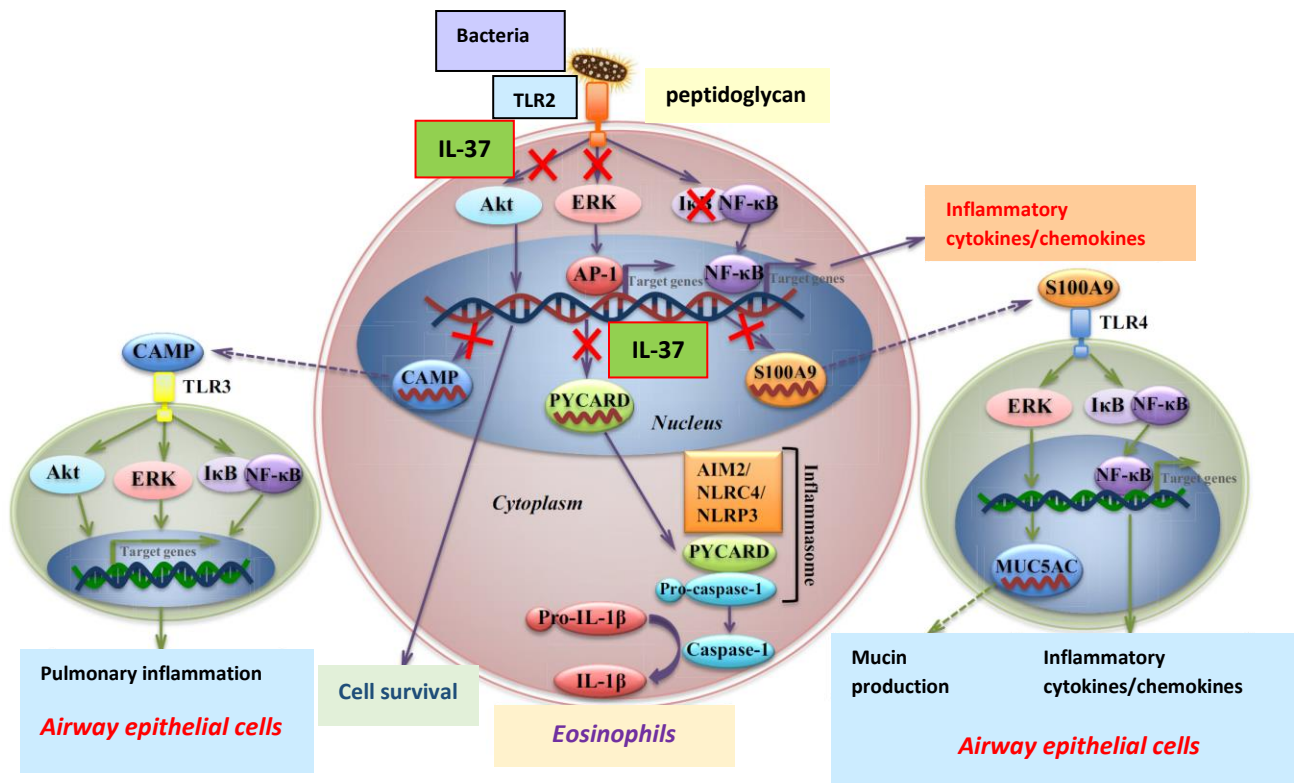 Bacteria
TLR2
peptidoglycan
IL-37
Akt
ERK
IκB
NF-κB
AP-1
Target genes
NF-κB
Target genes
Inflammatory
cytokines/chemokines
CAMP
PYCARD
IL-37
S100A9
Nucleus
Cytoplasm
AIM2/
NLRC4/
NLRP3
PYCARD
Pro-caspase-1
Inflammasome
Pro-IL-1β
Caspase-1
IL-1β
Cell survival
Eosinophils
CAMP
TLR3
Akt
ERK
IκB
NF-κB
Target genes
Pulmonary inflammation
Airway epithelial cells
S100A9
TLR4
ERK
IκB
NF-κB
NF-κB
Target genes
MUC5AC
Mucin
production
Inflammatory
cytokines/chemokines
Airway epithelial cells